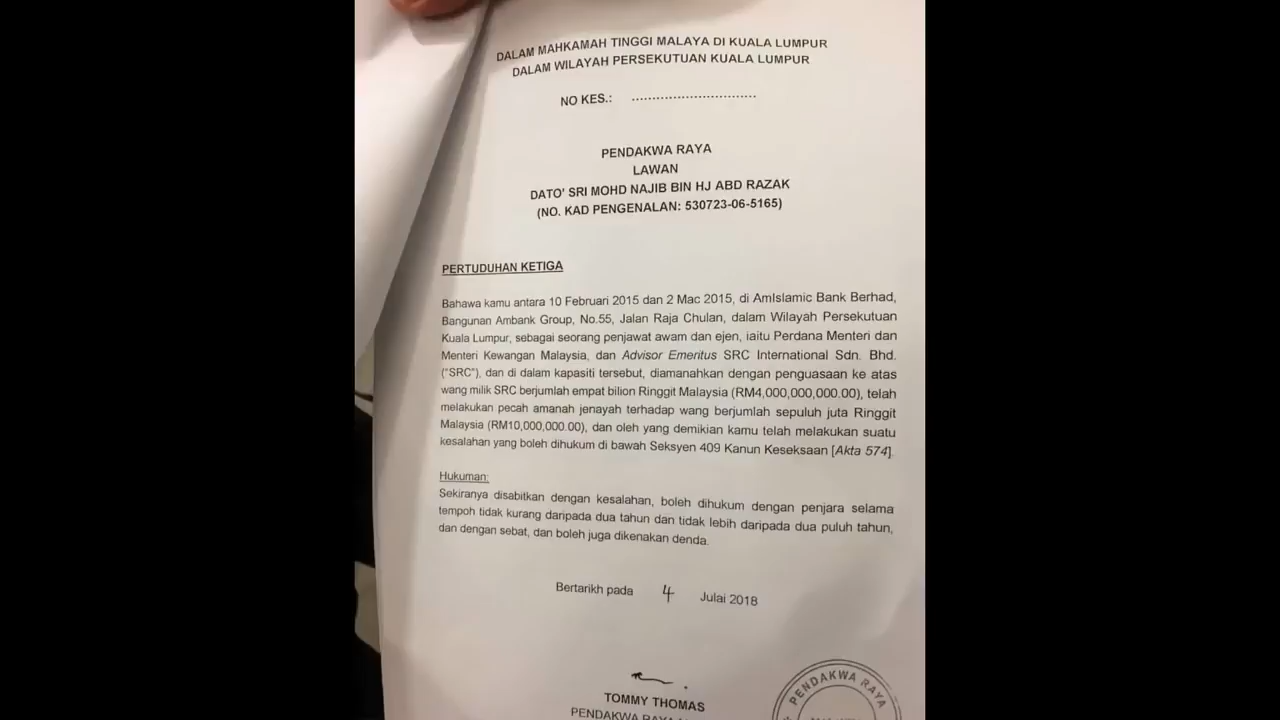 DALAM MAHKAMAH TINGGI MALAYA DI KUALA LUMPUR
DALAM WILAYAH PERSEKUTUAN KUALA LUMPUR
NO KES.: ..............................
PENDAKWA RAYA
LAWAN
DATO' SRI MOHD NAJIB BIN HJ ABD RAZAK
(NO. KAD PENGENALAN: 530723-06-5165)
PERTUDUHAN KETIGA
Bahawa kamu antara 10 Februari 2015 dan 2 Mac 2015, di AmIslamic Bank Berhad,
Bangunan Ambank Group, No.55, Jalan Raja Chulan, dalam Wilayah Persekutuan
Kuala Lumpur, sebagai seorang penjawat awam dan ejen, iaitu Perdana Menteri dan
Menteri Kewangan Malaysia, dan Advisor Emeritus SRC International Sdn. Bhd.
("SRC"), dan di dalam kapasiti tersebut, diamanahkan dengan penguasaan ke atas
wang milik SRC berjumlah empat bilion Ringgit Malaysia (RM4,000,000,000.00), telah
melakukan pecah amanah jenayah terhadap wang berjumlah sepuluh juta Ringgit
Malaysia (RM10,000,000.00), dan oleh yang demikian kamu telah melakukan suatu
kesalahan yang boleh dihukum di bawah Seksyen 409 Kanun Keseksaan [Akta 574].
Hukuman:
Sekiranya disabitkan dengan kesalahan, boleh dihukum dengan penjara selama
tempoh tidak kurang daripada dua tahun dan tidak lebih daripada dua puluh tahun,
dan dengan sebat, dan boleh juga dikenakan denda.
Bertarikh pada 4 Julai 2018
TOMMY THOMAS
PENDAKWA RAYA
PENDAKWA RAYA